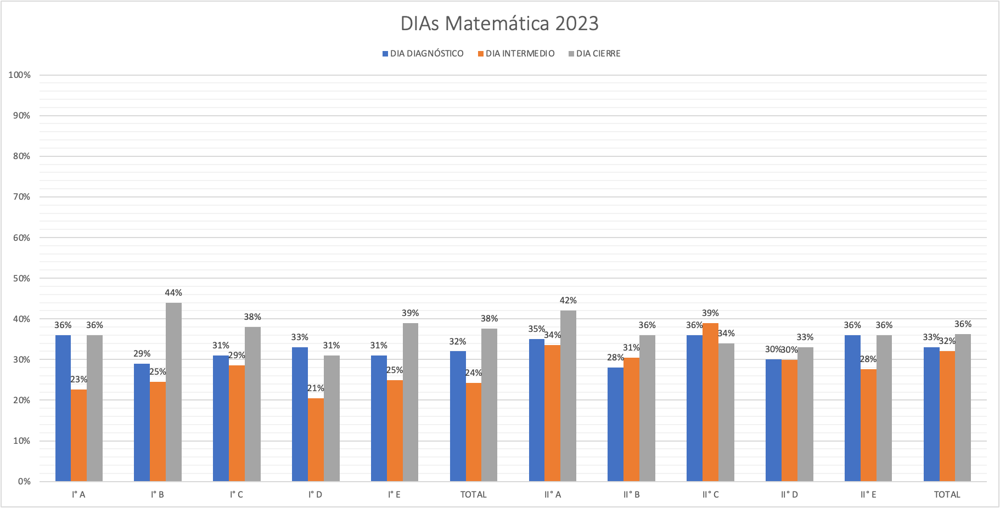 DIAs Matemática 2023
DIA DIAGNÓSTICO DIA INTERMEDIO DIA CIERRE
100%
90%
80%
70%
60%
50%
40%
30%
20%
10%
0%
36% 23% 36%
29% 25% 44%
31% 29% 38%
33% 21% 31%
31% 25% 39%
32% 24% 38%
35% 34% 42%
28% 31% 36%
36% 39% 34%
30% 30% 33%
36% 28% 36%
33% 32% 36%
I° A I° B I° C I° D I° E TOTAL II° A II° B II° C II° D II° E TOTAL